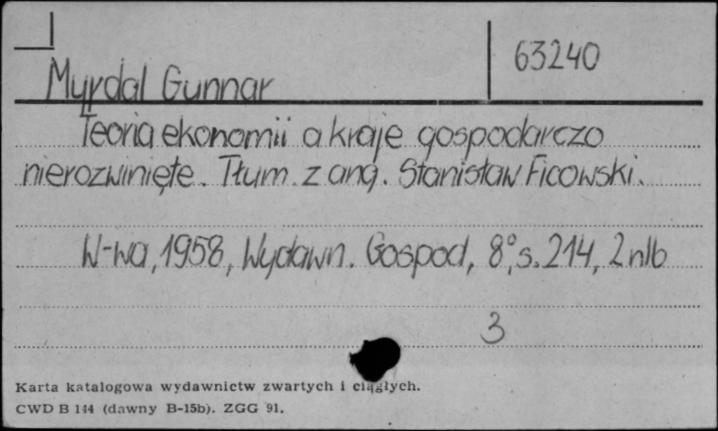 63240
Myrdal Gunnar
Teoria ekonomii a kraje gospodarczo
nierozwinięte. Tłum. z ang. Stanisław Ficowski.
W-wa, 1958, Wydawn. Gospod, 8°, s. 214, 2 nlb
3
Karta katalogowa wydawnictw zwartych i ciągłych.
CWD B 144 (dawny B-15b). ZGG 91.